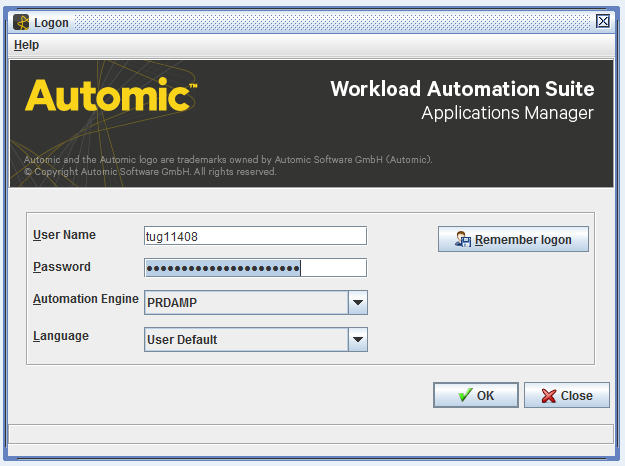 Logon
Help
Automic™
Workload Automation Suite
Applications Manager
Automic and the Automic logo are trademarks owned by Automic Software GmbH (Automic).
© Copyright Automic Software GmbH. All rights reserved.
User Name tug11408
Remember logon
Password ••••••••••••••••••••••
Automation Engine PRDAMP
Language User Default
OK Close